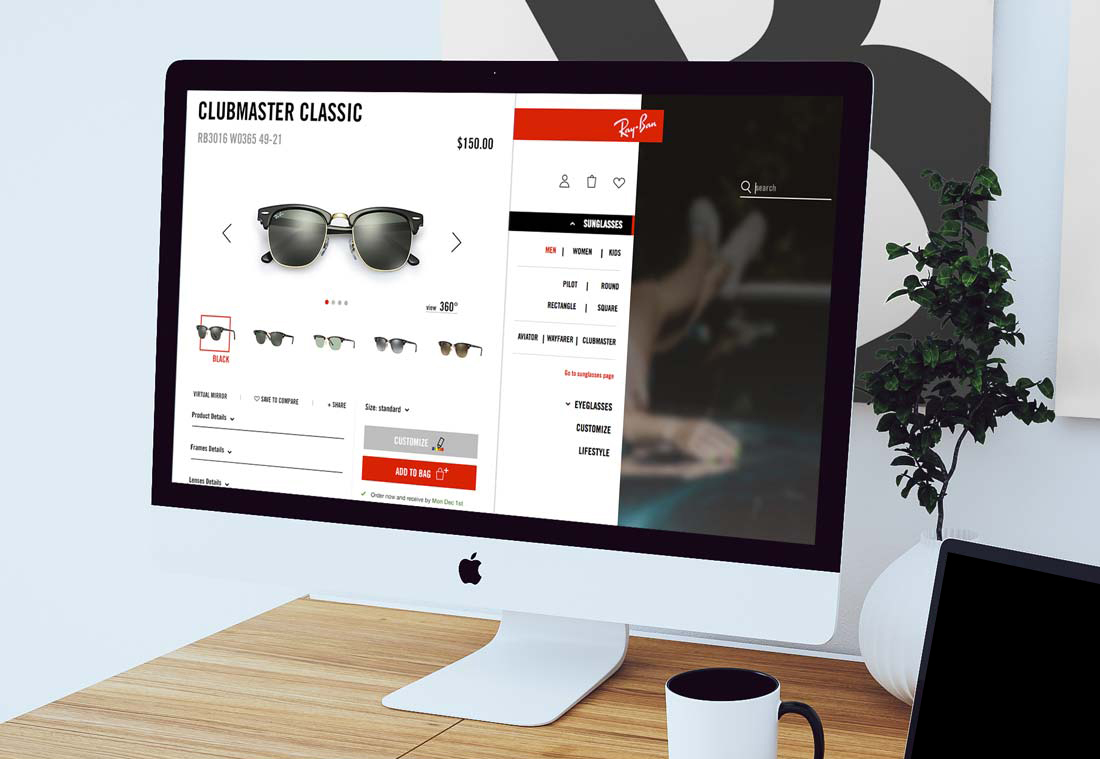 CLUBMASTER CLASSIC
RB3016 W0365 49-21
$150.00
Ray-Ban
view 360°
BLACK
VIRTUAL MIRROR | SAVE TO COMPARE | + SHARE
Product Details
Frames Details
Lenses Details
Size: standard
CUSTOMIZE
ADD TO BAG
Order now and receive by Mon Dec 1st
Ray-Ban
SUNGLASSES
MEN | WOMEN | KIDS
PILOT | ROUND
RECTANGLE | SQUARE
AVIATOR | WAYFARER | CLUBMASTER
Go to sunglasses page
EYEGLASSES
CUSTOMIZE
LIFESTYLE
search